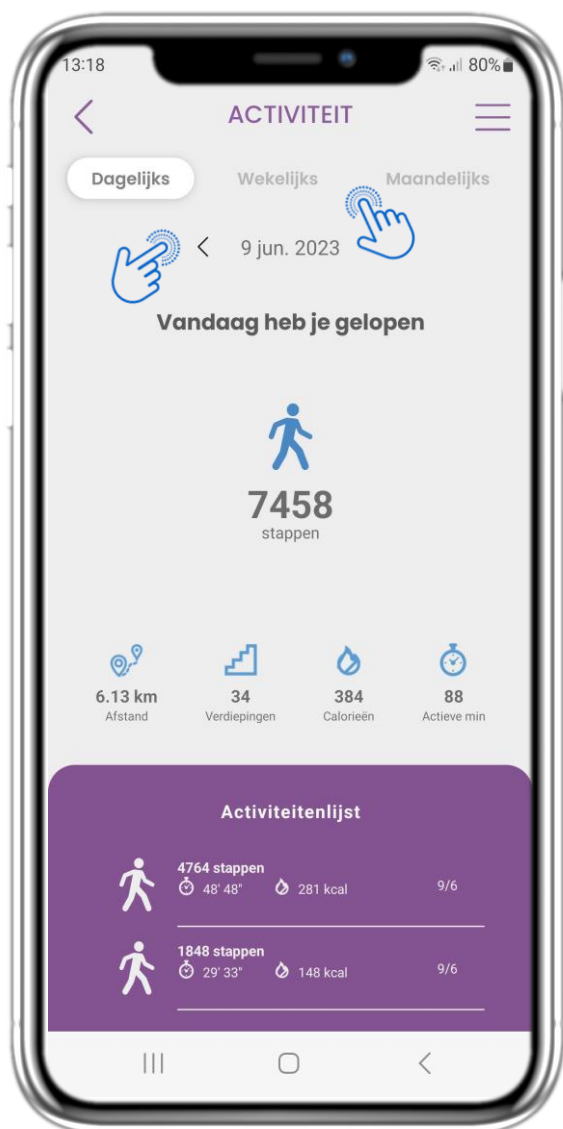 13:18 80%
ACTIVITEIT
Dagelijks Wekelijks Maandelijks
9 jun. 2023
Vandaag heb je gelopen
7458
stappen
6.13 km 34 384 88
Afstand Verdiepingen Calorieën Actieve min
Activiteitenlijst
4764 stappen
48' 48" 281 kcal 9/6
1848 stappen
29' 33" 148 kcal 9/6